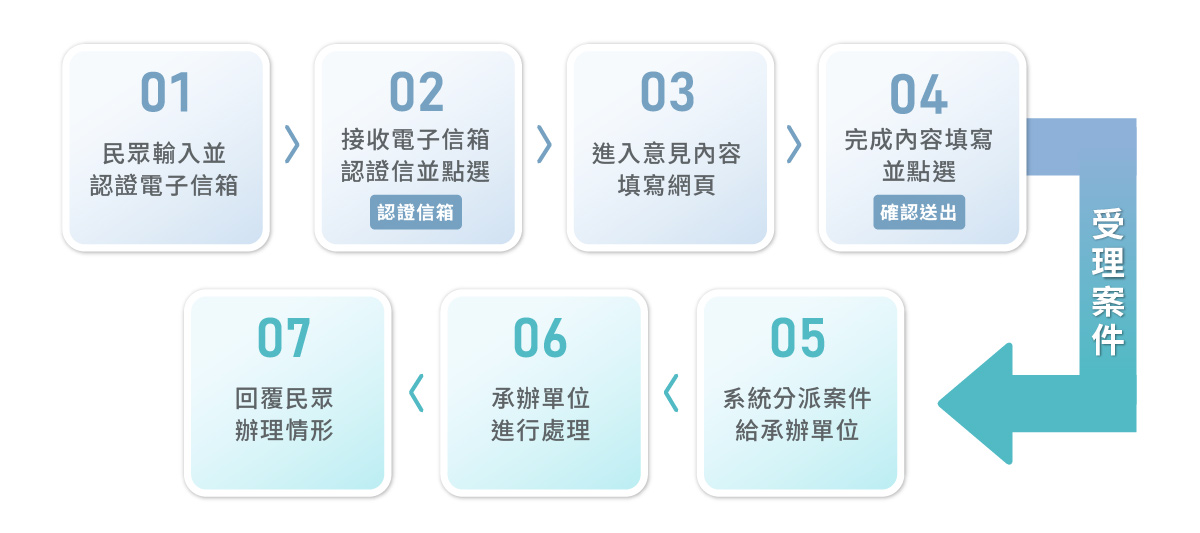 01
民眾輸入並
認證電子信箱
02
接收電子信箱
認證信並點選
認證信箱
03
進入意見內容
填寫網頁
04
完成內容填寫
並點選
確認送出
受理案件
05
系統分派案件
給承辦單位
06
承辦單位
進行處理
07
回覆民眾
辦理情形